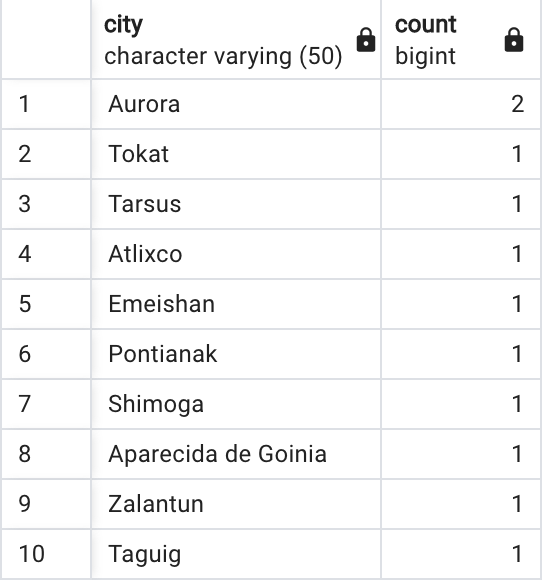 city count
character varying (50) bigint
1 Aurora 2
2 Tokat 1
3 Tarsus 1
4 Atlixco 1
5 Emeishan 1
6 Pontianak 1
7 Shimoga 1
8 Aparecida de Goinia 1
9 Zalantun 1
10 Taguig 1